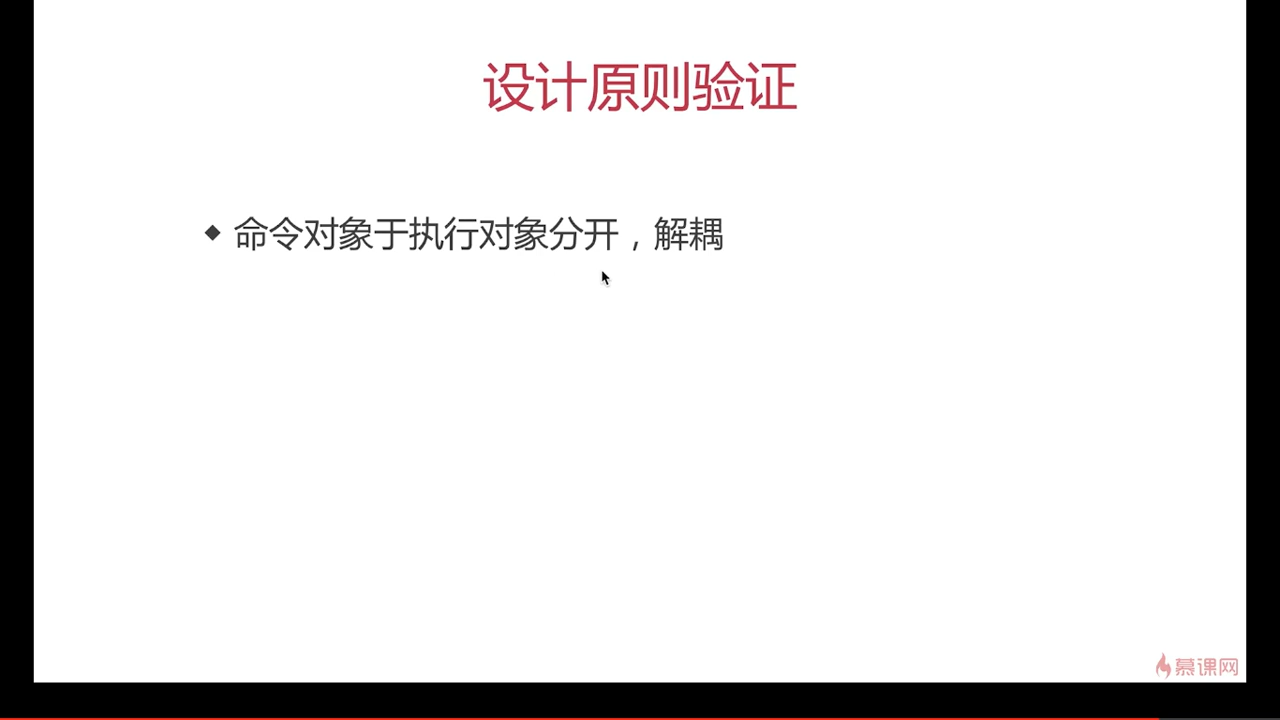 设计原则验证
◆ 命令对象于执行对象分开，解耦
慕课网